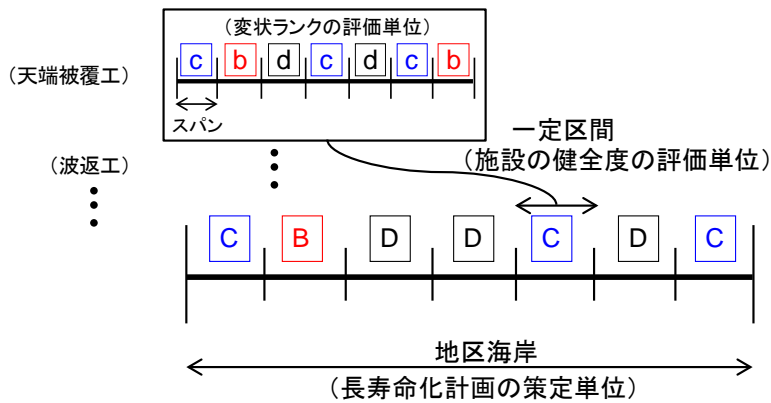 （変状ランクの評価単位）
c b d c d c b
（天端被覆工）
スパン
（波返工）
一定区間
（施設の健全度の評価単位）
C B D D C D C
地区海岸
（長寿命化計画の策定単位）